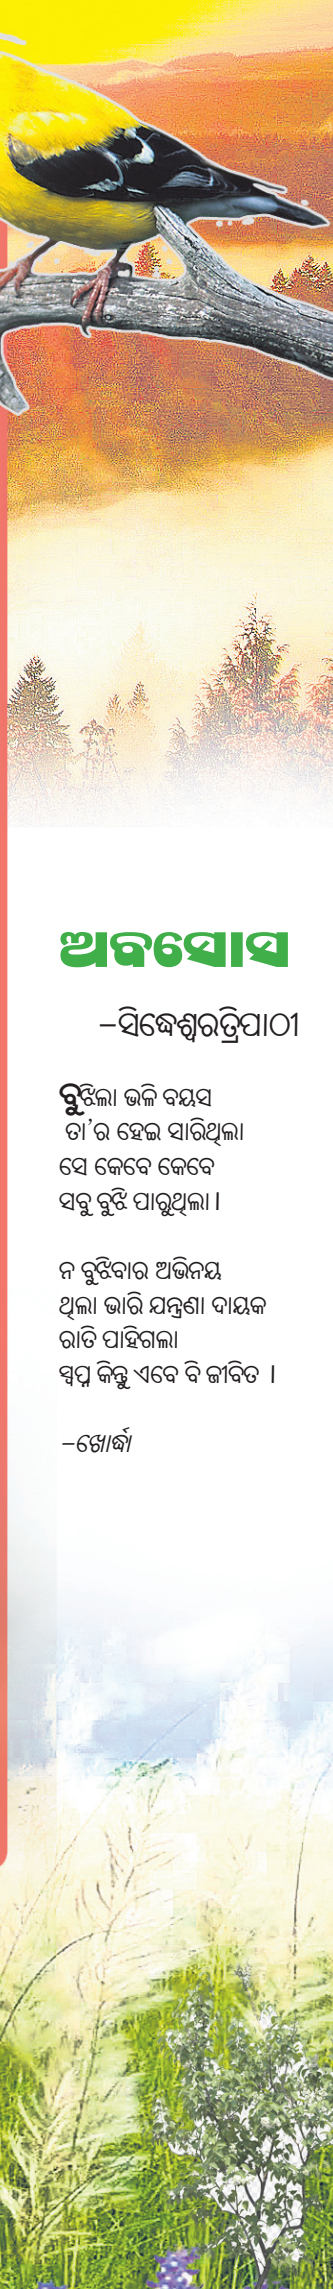 ଅବସୋସ
–ସିଦ୍ଧେଶ୍ୱରତ୍ରିପାଠୀ
ବୁଝିଲା ଭଳି ବୟସ
ତା’ର ହେଇ ସାରିଥିଲା
ସେ କେବେ କେବେ
ସବୁ ବୁଝି ପାରୁଥିଲା ।
ନ ବୁଝିବାର ଅଭିନୟ
ଥିଲା ଭାରି ଯନ୍ତ୍ରଣା ଦାୟକ
ରାତି ପାହିଗଲା
ସ୍ୱପ୍ନ କିନ୍ତୁ ଏବେ ବି ଜୀବିତ ।
–ଖୋର୍ଦ୍ଧା